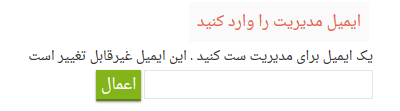 ایمیل مدیریت را وارد کنید
یک ایمیل برای مدیریت ست کنید . این ایمیل غیرقابل تغییر است
اعمال